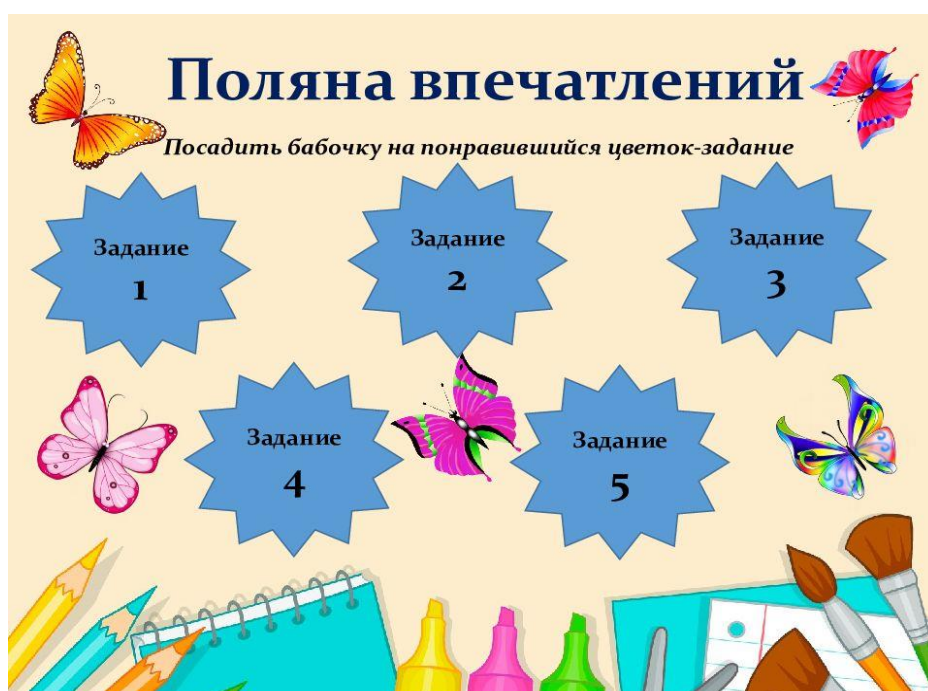 Поляна впечатлений
Посадить бабочку на понравившийся цветок-задание
Задание
1
Задание
2
Задание
3
Задание
4
Задание
5